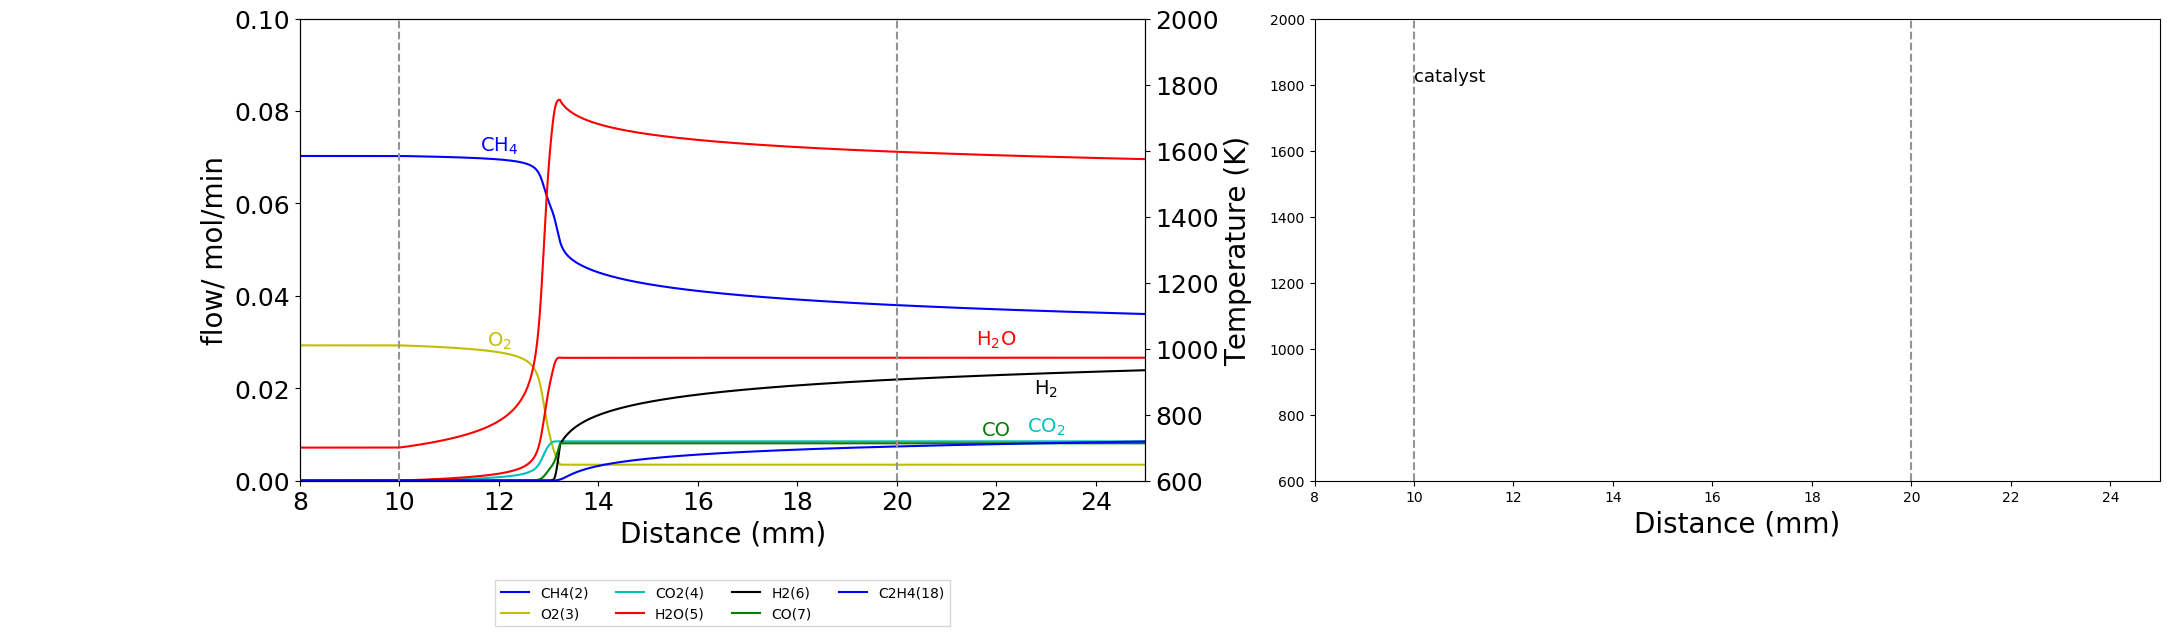 0.10
0.08
0.06
0.04
0.02
0.00
flow/ mol/min
CH₄
O₂
H₂O
H₂
CO
CO₂
8 10 12 14 16 18 20 22 24
Distance (mm)
2000
1800
1600
1400
1200
1000
800
600
Temperature (K)
CH4(2) CO2(4) H2(6) C2H4(18)
O2(3) H2O(5) CO(7)
2000
1800
1600
1400
1200
1000
800
600
catalyst
8 10 12 14 16 18 20 22 24
Distance (mm)